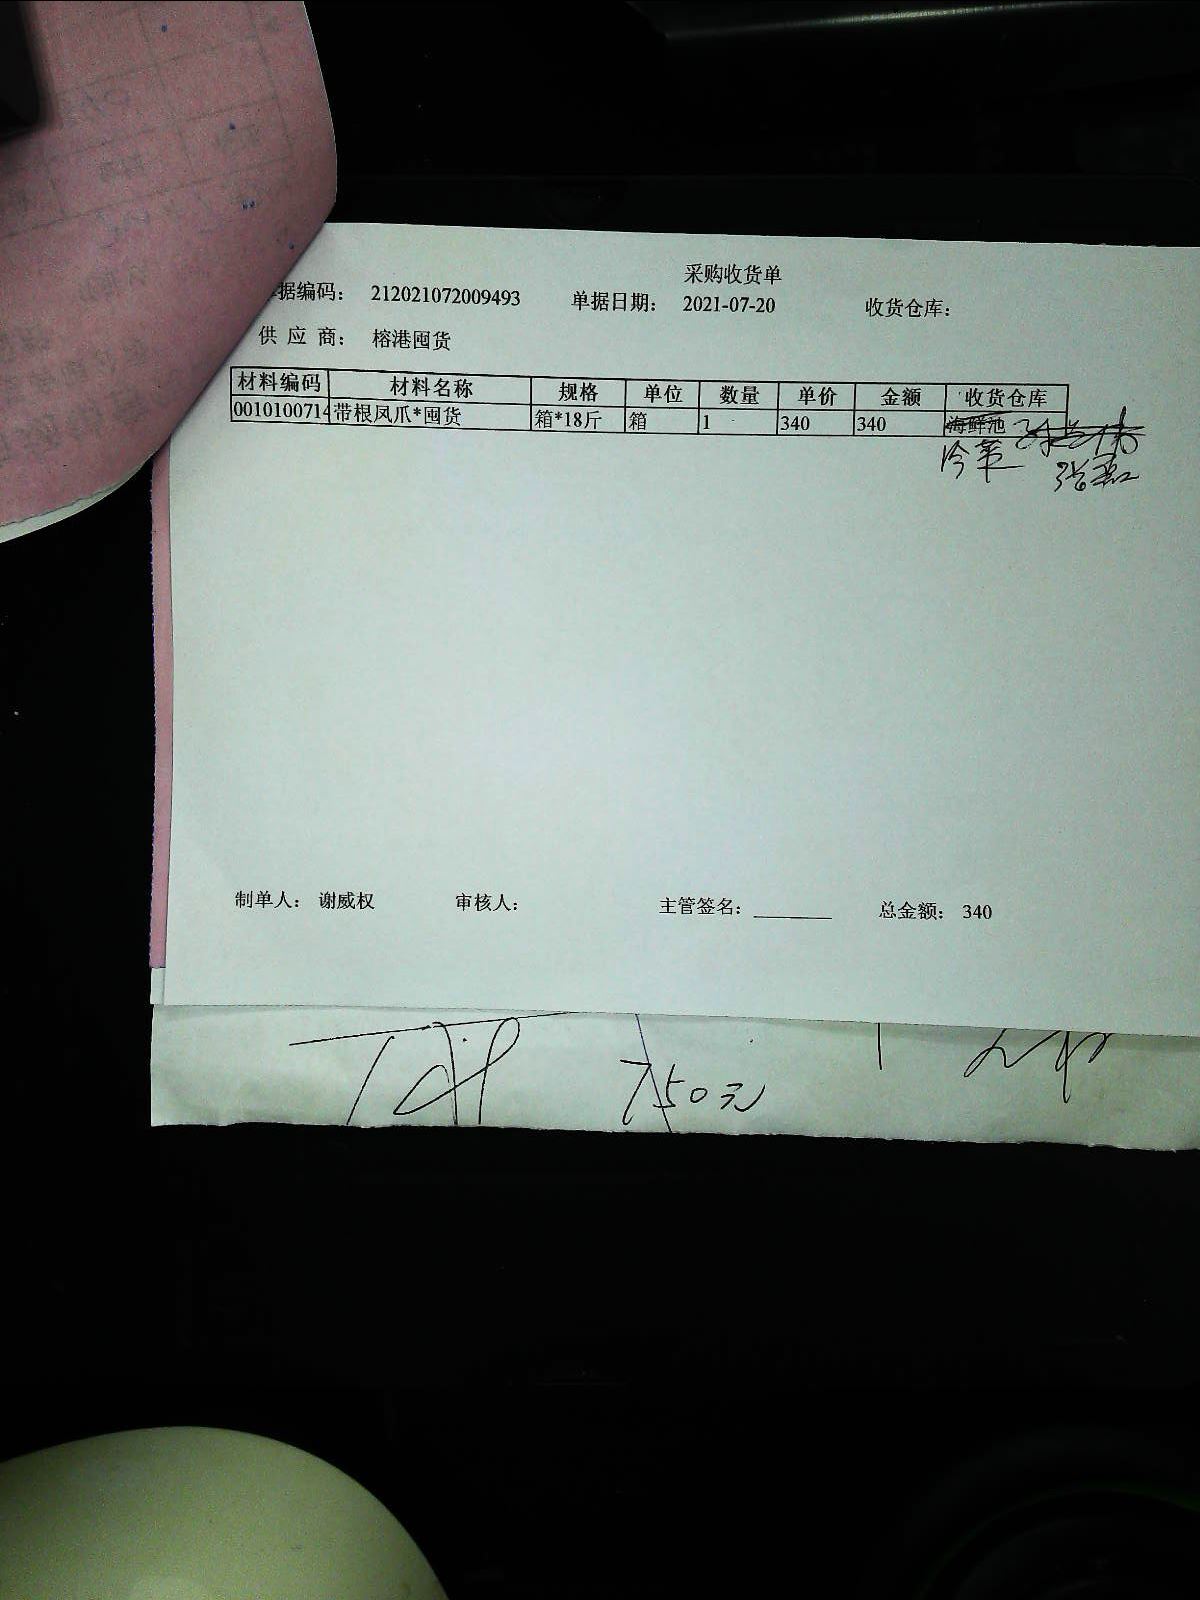 采购收货单
据编码: 212021072009493 单据日期: 2021-07-20 收货仓库:
供 应 商: 榕港囤货
材料编码 材料名称 规格 单位 数量 单价 金额 收货仓库
0010100714 带根凤爪*囤货 箱*18斤 箱 1 340 340 海鲜池
冷菜
制单人: 谢威权 审核人: 主管签名: 总金额: 340
750元